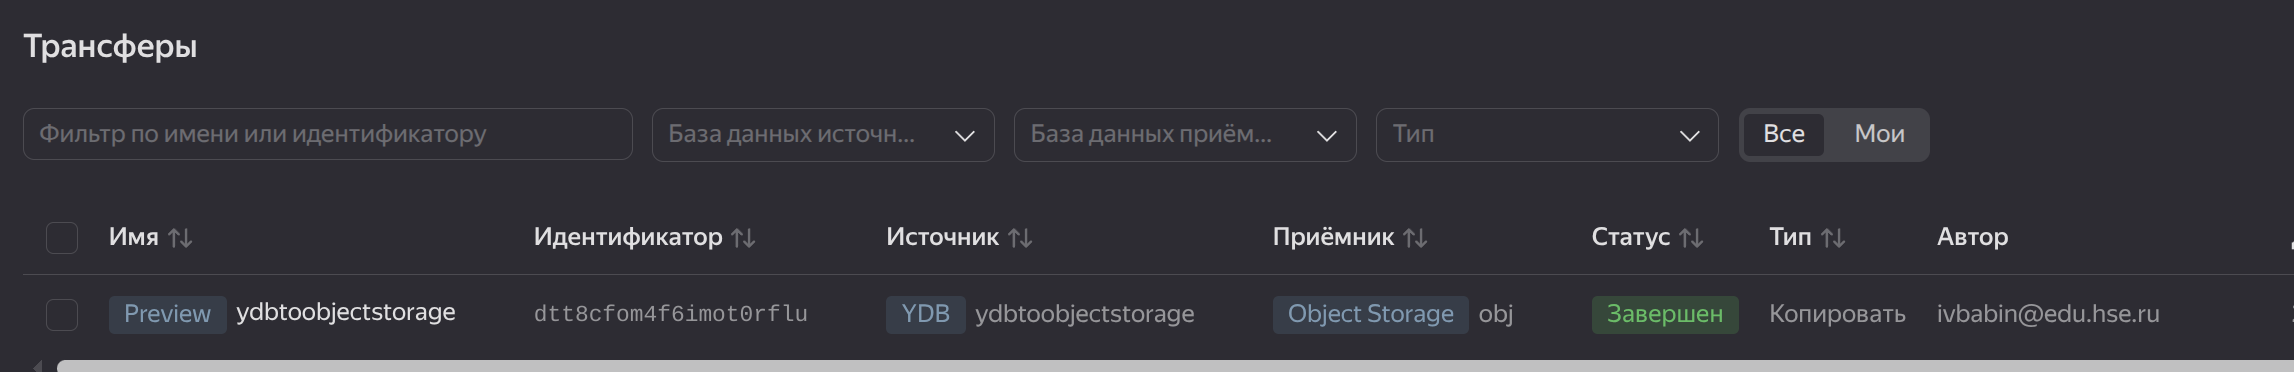 Трансферы
Фильтр по имени или идентификатору База данных источн... База данных приём... Тип Все Мои
Имя Идентификатор Источник Приёмник Статус Тип Автор
Preview ydbtoobjectstorage dtt8cfom4f6imot0rflu YDB ydbtoobjectstorage Object Storage obj Завершен Копировать ivbabin@edu.hse.ru